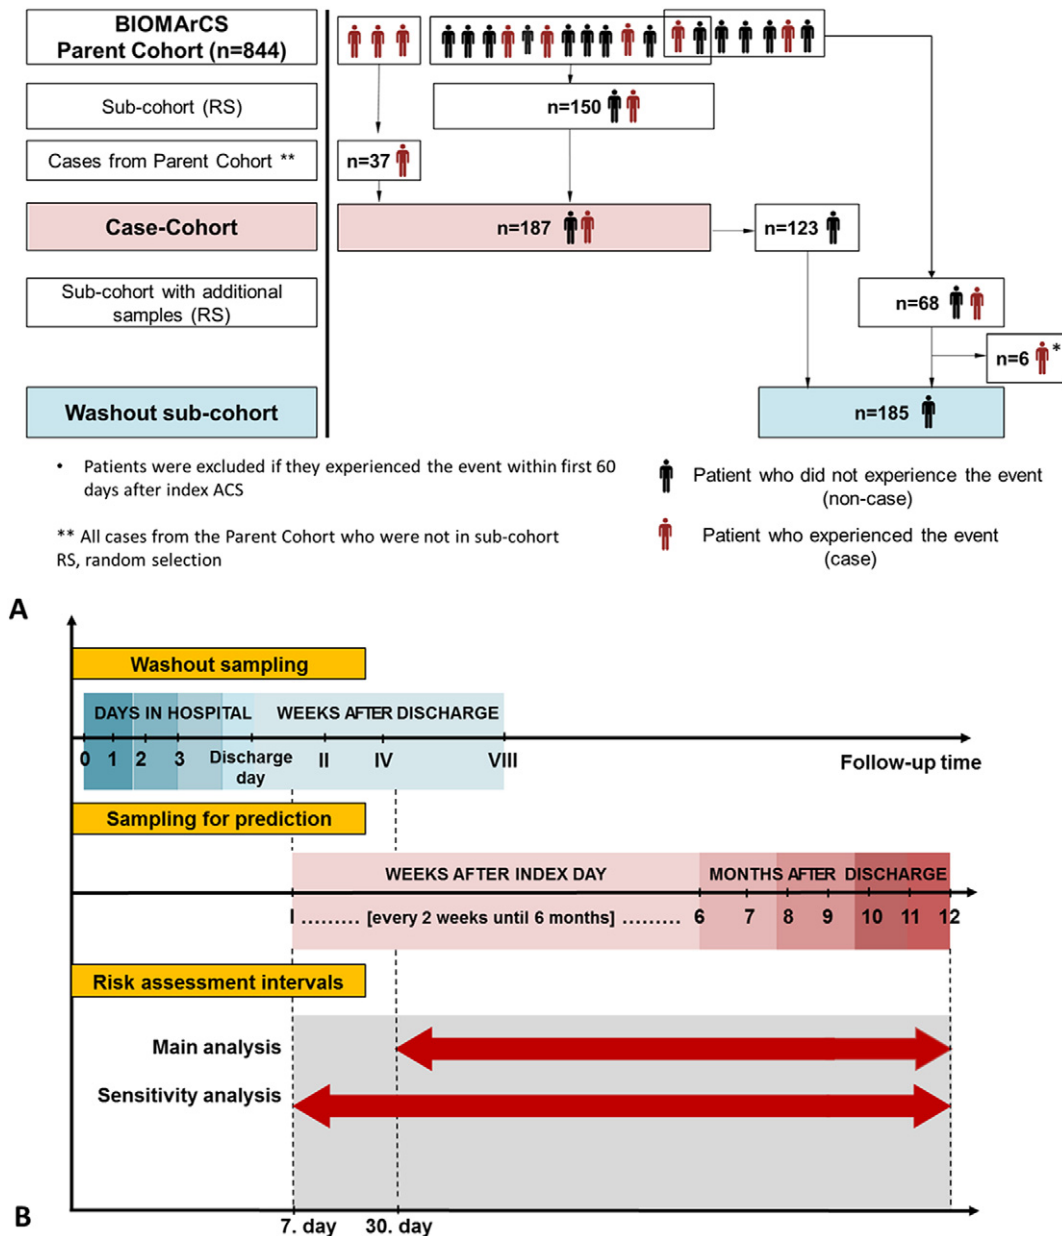 BIOMArCS
Parent Cohort (n=844)
Sub-cohort (RS)
n=150
Cases from Parent Cohort **
n=37
Case-Cohort
n=187
n=123
Sub-cohort with additional
samples (RS)
n=68
n=6 *
Washout sub-cohort
n=185
• Patients were excluded if they experienced the event within first 60
days after index ACS
** All cases from the Parent Cohort who were not in sub-cohort
RS, random selection
Patient who did not experience the event
(non-case)
Patient who experienced the event
(case)
A
Washout sampling
DAYS IN HOSPITAL WEEKS AFTER DISCHARGE
0 1 2 3 Discharge day II IV VIII
Follow-up time
Sampling for prediction
WEEKS AFTER INDEX DAY MONTHS AFTER DISCHARGE
I ......... [every 2 weeks until 6 months] ......... 6 7 8 9 10 11 12
Risk assessment intervals
Main analysis
Sensitivity analysis
B
7. day 30. day